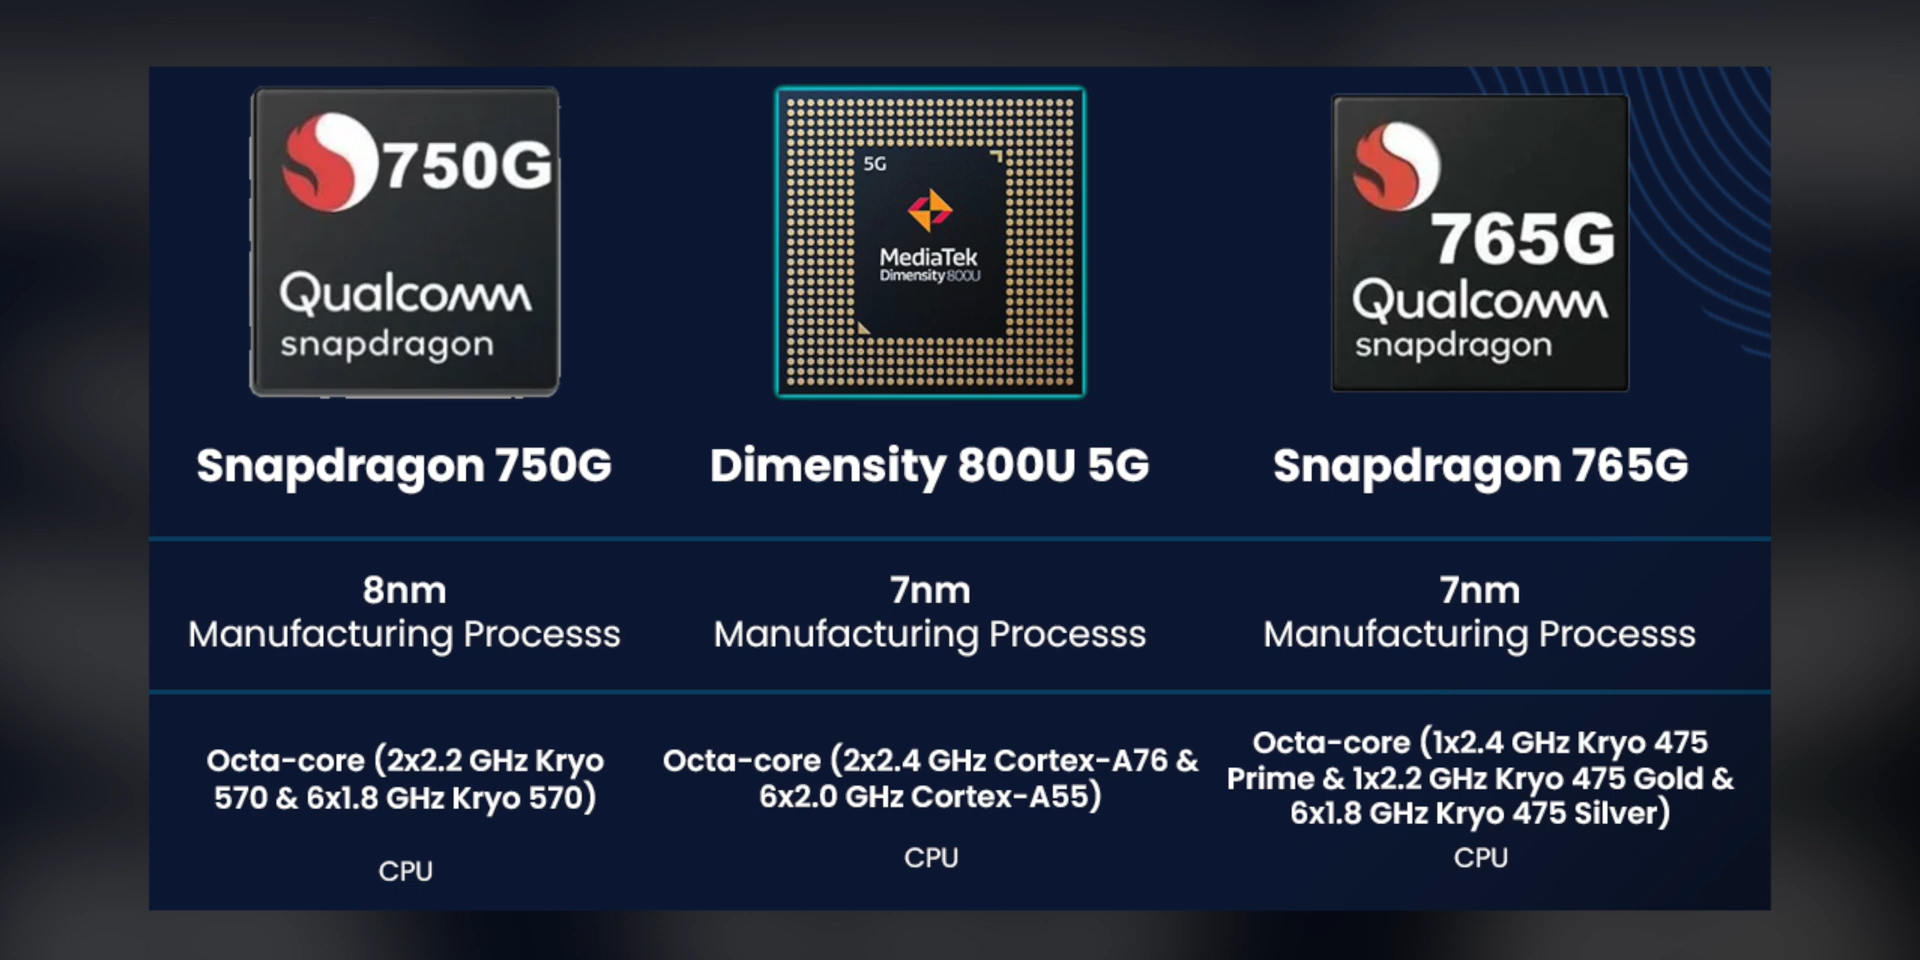 750G
Qualcomm
snapdragon
5G
MediaTek
Dimensity 800U
765G
Qualcomm
snapdragon
Snapdragon 750G
Dimensity 800U 5G
Snapdragon 765G
8nm
Manufacturing Processs
7nm
Manufacturing Processs
7nm
Manufacturing Processs
Octa-core (2x2.2 GHz Kryo
570 & 6x1.8 GHz Kryo 570)
CPU
Octa-core (2x2.4 GHz Cortex-A76 &
6x2.0 GHz Cortex-A55)
CPU
Octa-core (1x2.4 GHz Kryo 475
Prime & 1x2.2 GHz Kryo 475 Gold &
6x1.8 GHz Kryo 475 Silver)
CPU